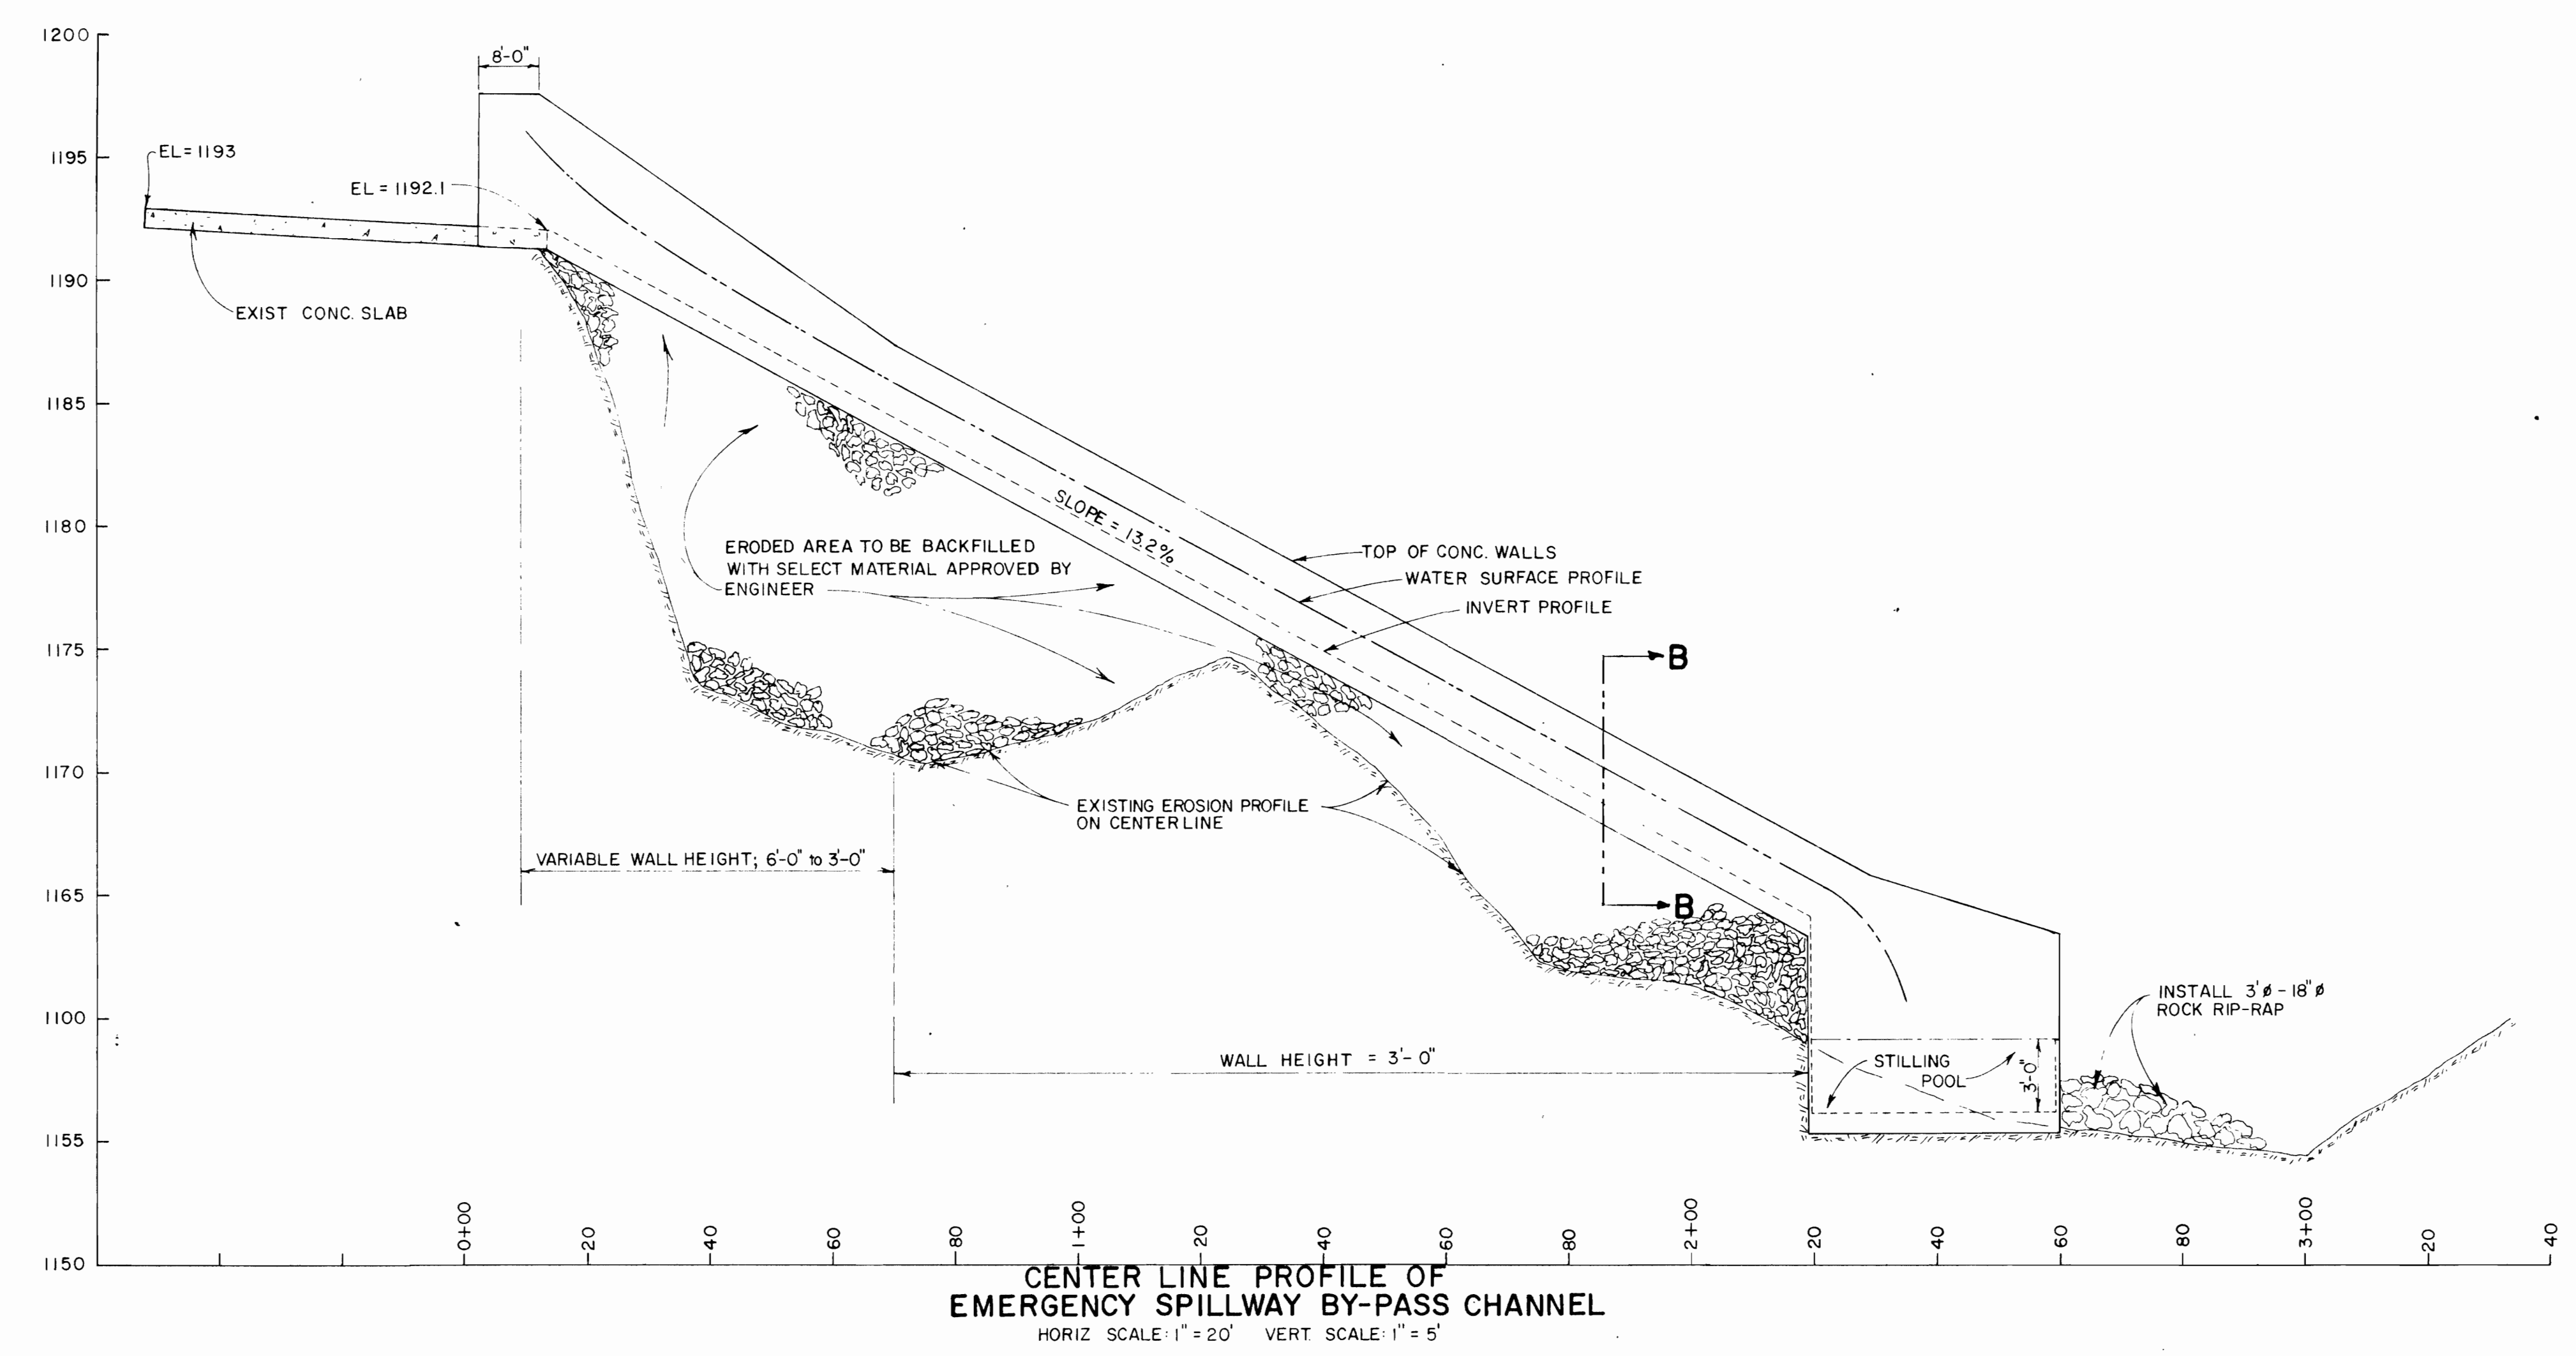 1200
8'-0"
1195
EL=1193
EL = 1192.1
1190
EXIST CONC. SLAB
1185
SLOPE = 13.2%
1180
ERODED AREA TO BE BACKFILLED
WITH SELECT MATERIAL APPROVED BY
ENGINEER
TOP OF CONC. WALLS
WATER SURFACE PROFILE
INVERT PROFILE
1175
B
1170
EXISTING EROSION PROFILE
ON CENTERLINE
VARIABLE WALL HEIGHT; 6'-0" to 3'-0"
1165
B
1100
INSTALL 3'ø-18"ø
ROCK RIP-RAP
WALL HEIGHT = 3'-0"
STILLING
POOL
3'-0"
1155
0+00
20
40
60
80
1+00
20
40
60
80
2+00
20
40
60
80
3+00
20
40
1150
CENTER LINE PROFILE OF
EMERGENCY SPILLWAY BY-PASS CHANNEL
HORIZ SCALE: 1" = 20' VERT. SCALE: 1" = 5'